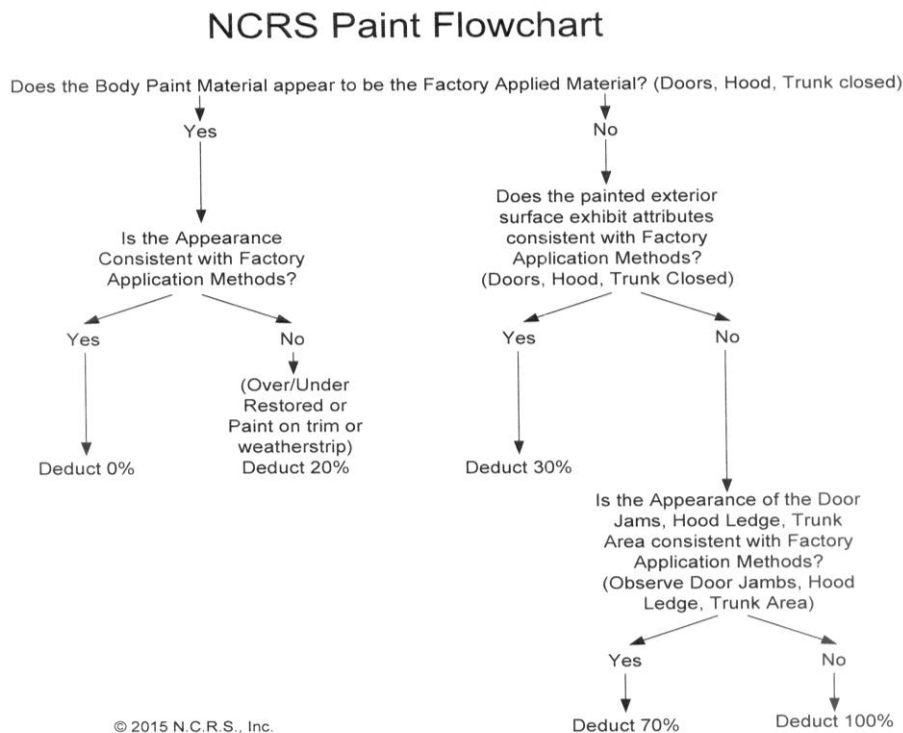 NCRS Paint Flowchart
Does the Body Paint Material appear to be the Factory Applied Material? (Doors, Hood, Trunk closed)
Yes
No
Is the Appearance
Consistent with Factory
Application Methods?
Yes
No
(Over/Under
Restored or
Paint on trim or
weatherstrip)
Deduct 0%
Deduct 20%
Does the painted exterior
surface exhibit attributes
consistent with Factory
Application Methods?
(Doors, Hood, Trunk Closed)
Yes
No
Deduct 30%
Is the Appearance of the Door
Jams, Hood Ledge, Trunk
Area consistent with Factory
Application Methods?
(Observe Door Jambs, Hood
Ledge, Trunk Area)
Yes
No
Deduct 70%
Deduct 100%
© 2015 N.C.R.S., Inc.